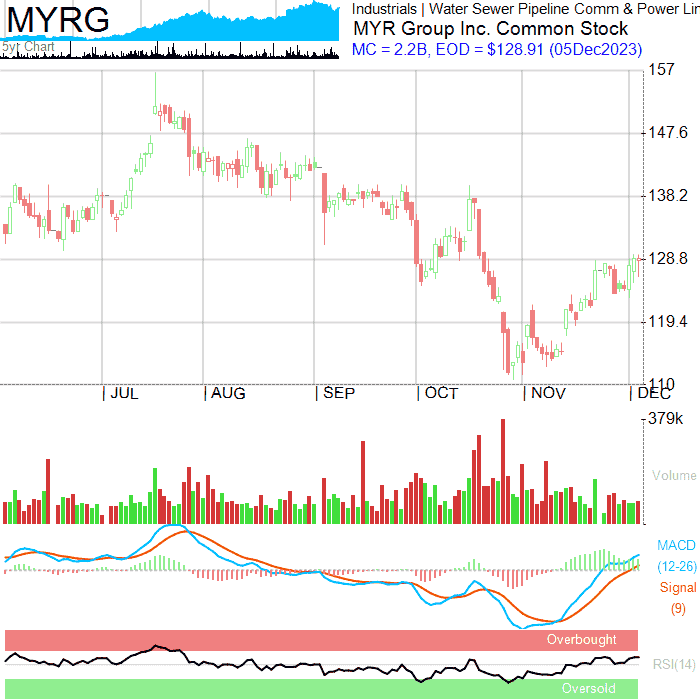 MYRG
5yr Chart
Industrials | Water Sewer Pipeline Comm & Power Lin
MYR Group Inc. Common Stock
MC = 2.2B, EOD = $128.91 (05Dec2023)
157
147.6
138.2
128.8
119.4
110
| JUL | AUG | SEP | OCT | NOV | DEC
379k
Volume
MACD
(12-26)
Signal
(9)
Overbought
RSI(14)
Oversold